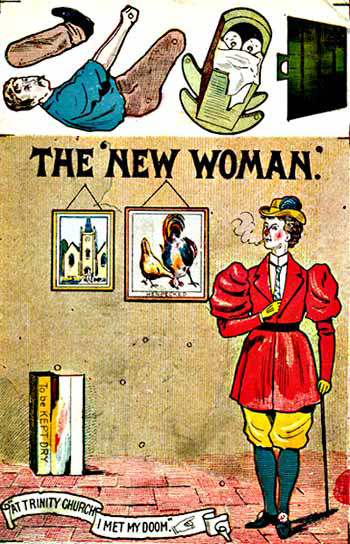 THE 'NEW WOMAN.'
HENPECKED
To be KEPT DRY
"AT TRINITY CHURCH
I MET MY DOOM."